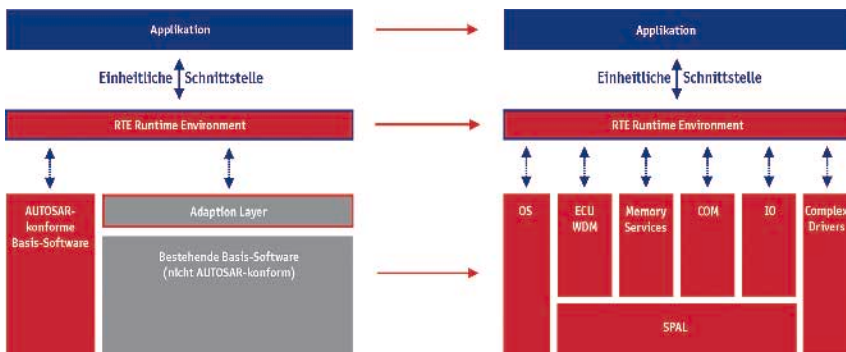 Applikation
Einheitliche Schnittstelle
RTE Runtime Environment
AUTOSAR-
konforme
Basis-Software
Adaption Layer
Bestehende Basis-Software
(nicht AUTOSAR-konform)
Applikation
Einheitliche Schnittstelle
RTE Runtime Environment
OS
ECU
WDM
Memory
Services
COM
IO
Complex
Drivers
SPAL